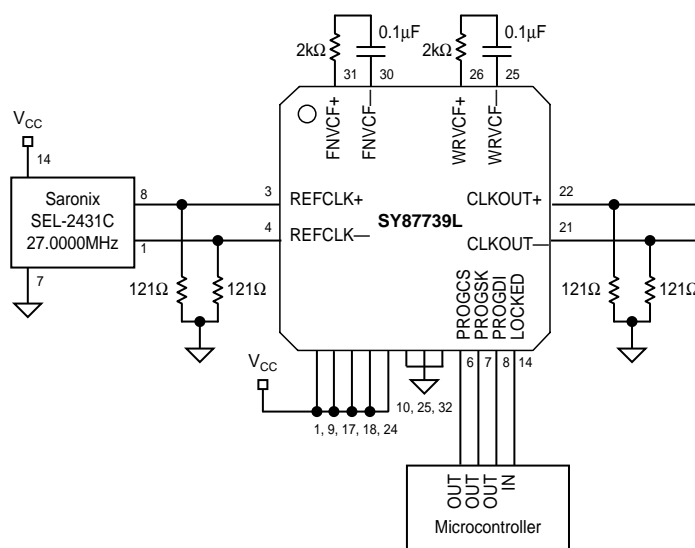 0.1µF
0.1µF
2kΩ
2kΩ
31
30
26
25
FNVCF+
FNVCF—
WRVCF+
WRVCF—
VCC
14
Saronix
SEL-2431C
27.0000MHz
8
1
7
3
4
REFCLK+
REFCLK—
SY87739L
CLKOUT+
CLKOUT—
22
21
121Ω
121Ω
121Ω
121Ω
PROGCS
PROGSK
PROGDI
LOCKED
6
7
8
14
VCC
1, 9, 17, 18, 24
10, 25, 32
OUT
OUT
OUT
IN
Microcontroller